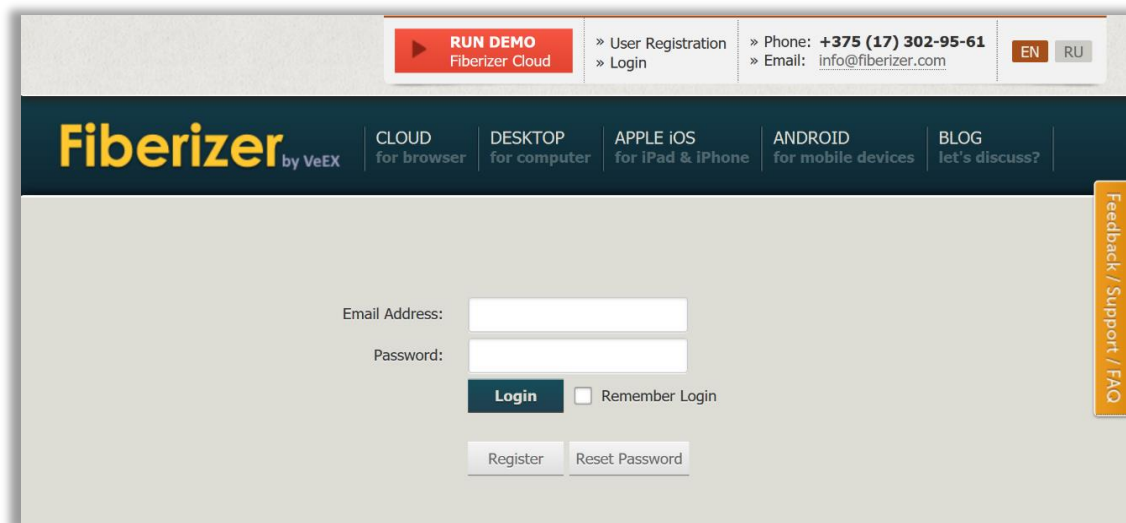 RUN DEMO
Fiberizer Cloud
» User Registration
» Login
» Phone: +375 (17) 302-95-61
» Email: info@fiberizer.com
EN RU
Fiberizer by VeEX
CLOUD
for browser
DESKTOP
for computer
APPLE iOS
for iPad & iPhone
ANDROID
for mobile devices
BLOG
let's discuss?
Feedback / Support / FAQ
Email Address:
Password:
Login Remember Login
Register Reset Password